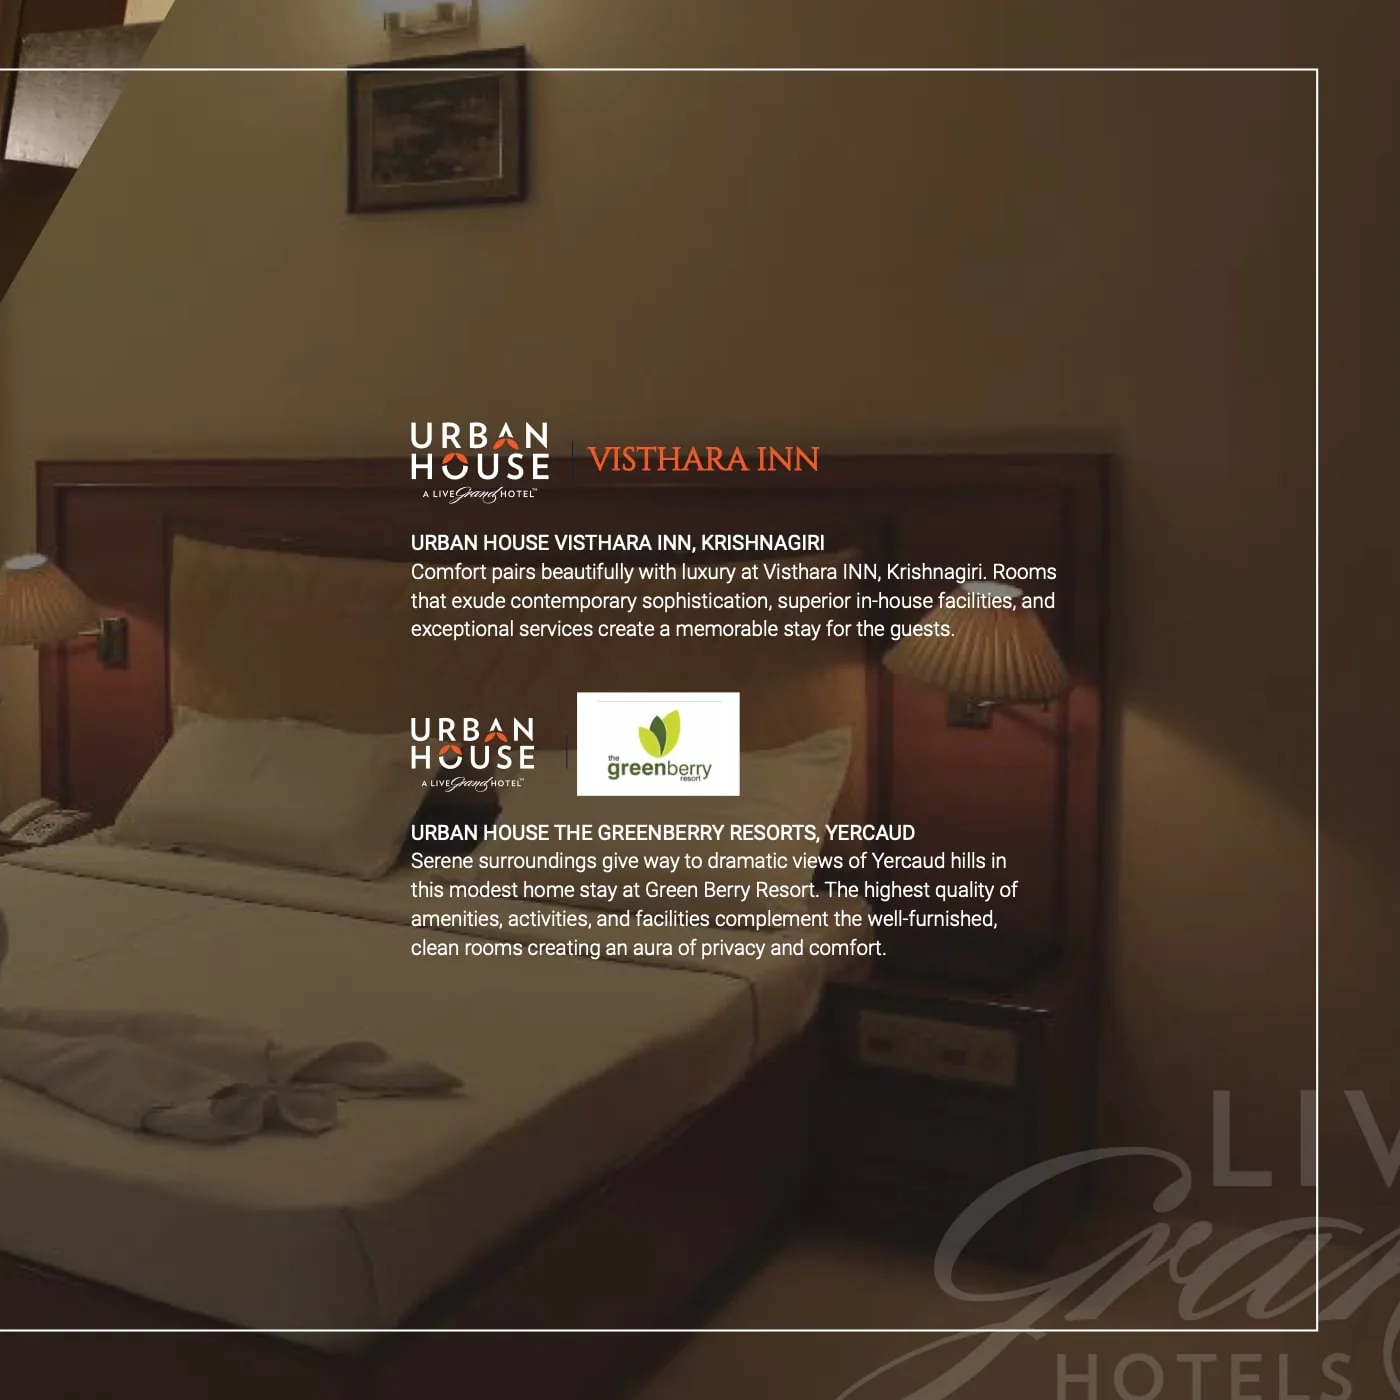 URBAN
HOUSE
A LIVE Grand HOTEL™
VISTHARA INN
URBAN HOUSE VISTHARA INN, KRISHNAGIRI
Comfort pairs beautifully with luxury at Visthara INN, Krishnagiri. Rooms
that exude contemporary sophistication, superior in-house facilities, and
exceptional services create a memorable stay for the guests.
URBAN
HOUSE
A LIVE Grand HOTEL™
the
greenberry
resort
URBAN HOUSE THE GREENBERRY RESORTS, YERCAUD
Serene surroundings give way to dramatic views of Yercaud hills in
this modest home stay at Green Berry Resort. The highest quality of
amenities, activities, and facilities complement the well-furnished,
clean rooms creating an aura of privacy and comfort.
LIV
Gran
HOTELS